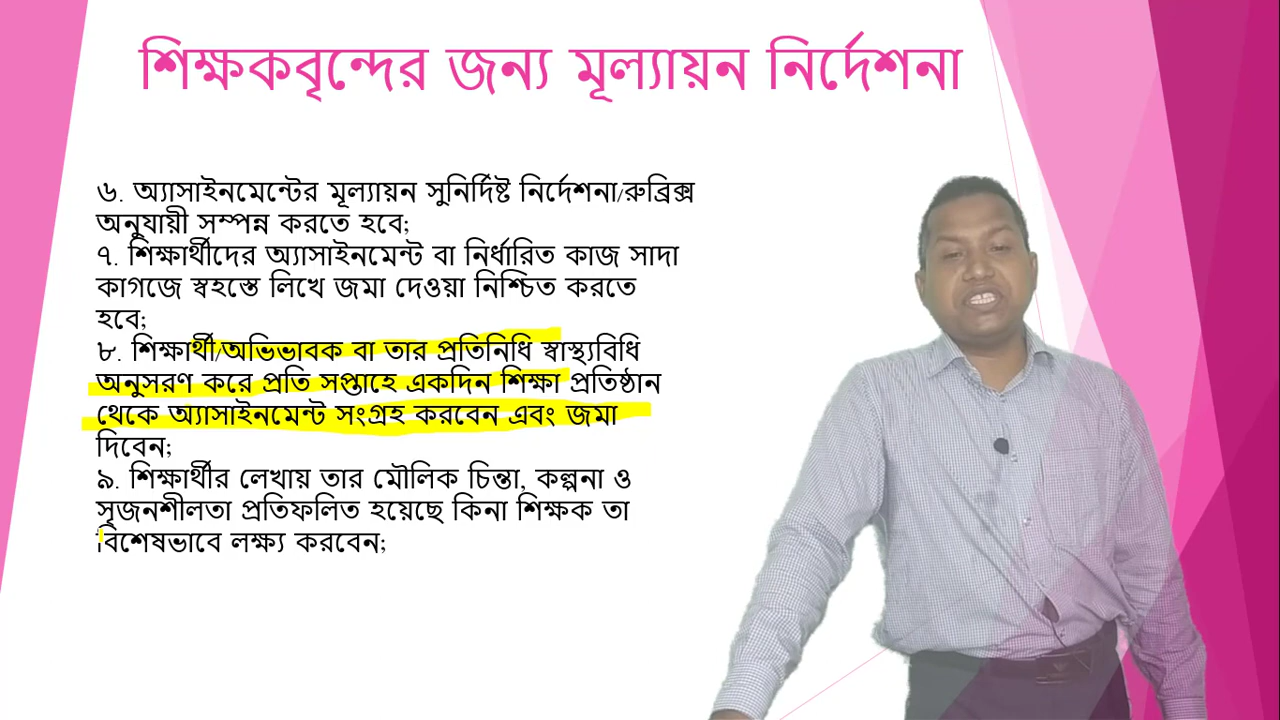 শিক্ষকবৃন্দের জন্য মূল্যায়ন নির্দেশনা
৬. অ্যাসাইনমেন্টের মূল্যায়ন সুনির্দিষ্ট নির্দেশনা/রুব্রিক্স
অনুযায়ী সম্পন্ন করতে হবে;
৭. শিক্ষার্থীদের অ্যাসাইনমেন্ট বা নির্ধারিত কাজ সাদা
কাগজে স্বহস্তে লিখে জমা দেওয়া নিশ্চিত করতে
হবে;
৮. শিক্ষার্থী/অভিভাবক বা তার প্রতিনিধি স্বাস্থ্যবিধি
অনুসরণ করে প্রতি সপ্তাহে একদিন শিক্ষা প্রতিষ্ঠান
থেকে অ্যাসাইনমেন্ট সংগ্রহ করবেন এবং জমা
দিবেন;
৯. শিক্ষার্থীর লেখায় তার মৌলিক চিন্তা, কল্পনা ও
সৃজনশীলতা প্রতিফলিত হয়েছে কিনা শিক্ষক তা
বিশেষভাবে লক্ষ্য করবেন;